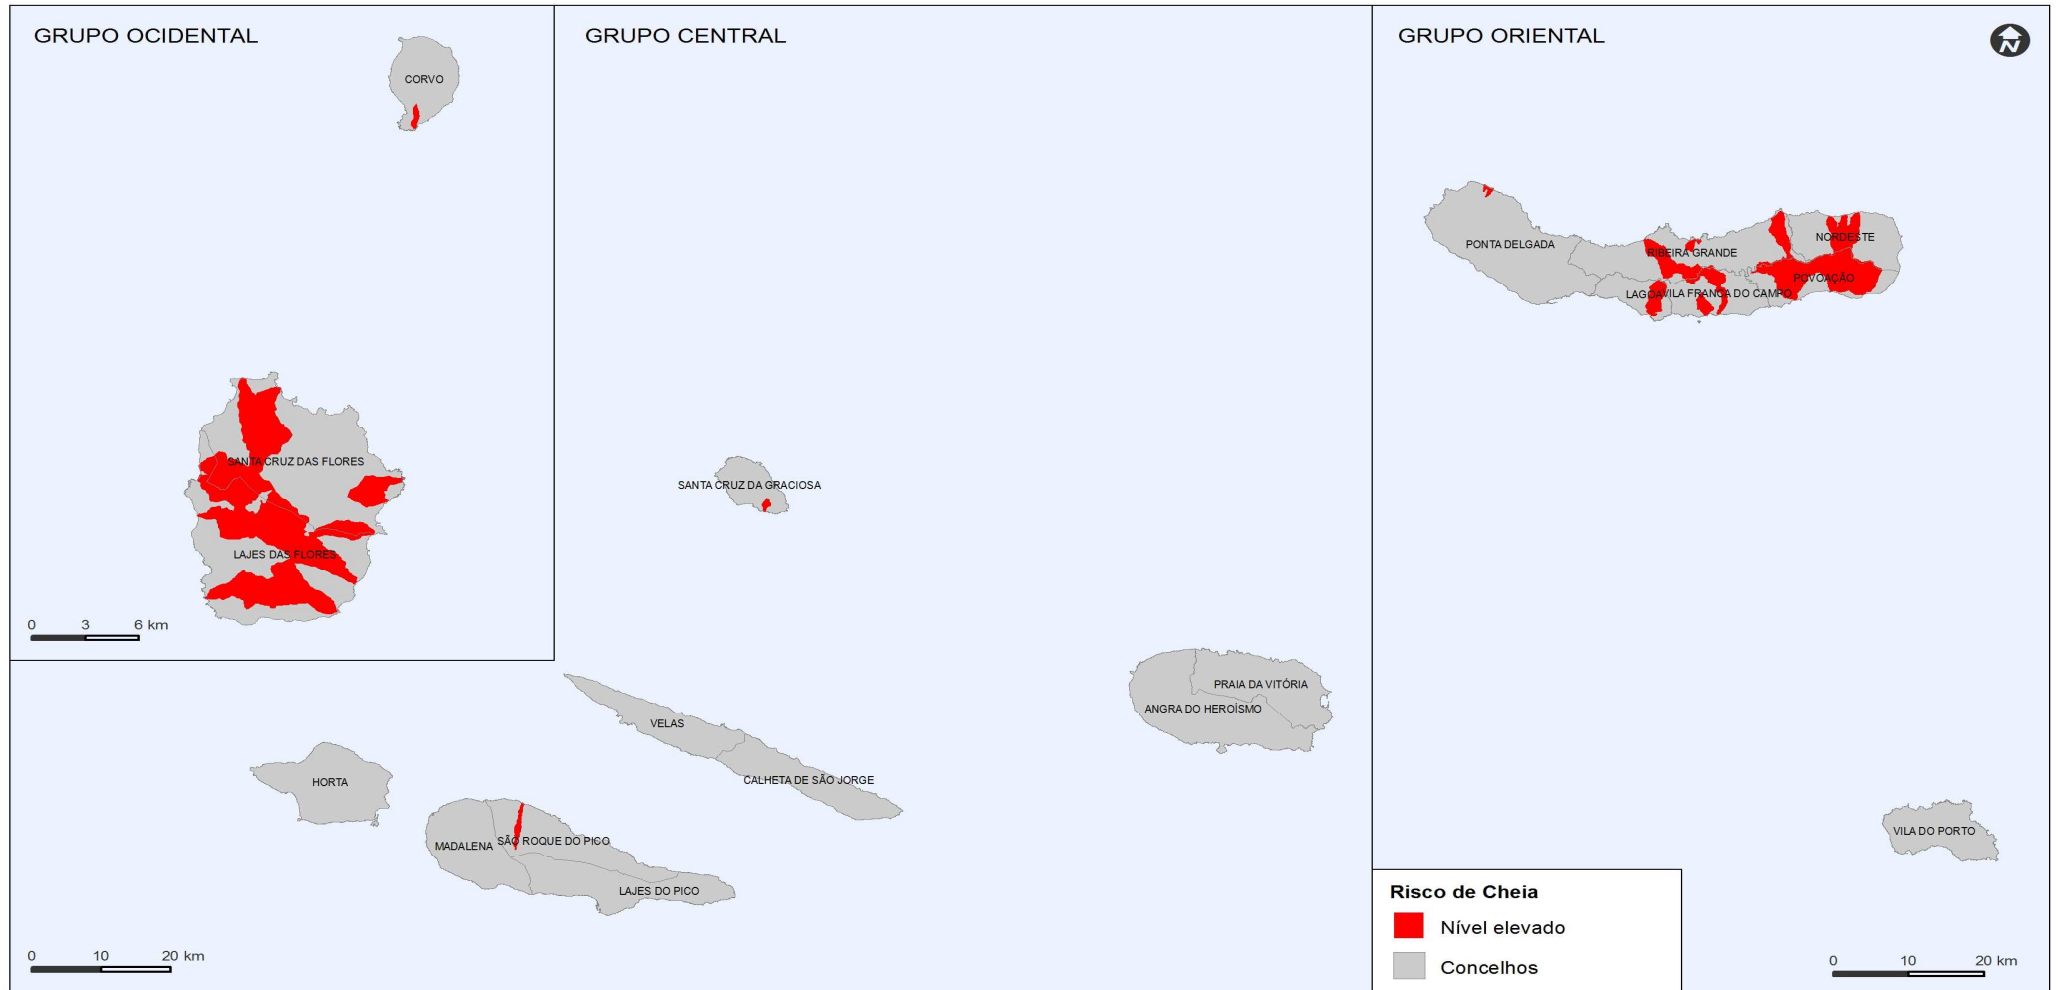 GRUPO OCIDENTAL
CORVO
SANTA CRUZ DAS FLORES
LAJES DAS FLORES
0 3 6 km
GRUPO CENTRAL
SANTA CRUZ DA GRACIOSA
PRAIA DA VITÓRIA
ANGRA DO HEROÍSMO
VELAS
CALHETA DE SÃO JORGE
HORTA
MADALENA
SÃO ROQUE DO PICO
LAJES DO PICO
0 10 20 km
GRUPO ORIENTAL
N
PONTA DELGADA
RIBEIRA GRANDE
NORDESTE
POVOAÇÃO
LAGOA
VILA FRANCA DO CAMPO
VILA DO PORTO
Risco de Cheia
Nível elevado
Concelhos
0 10 20 km